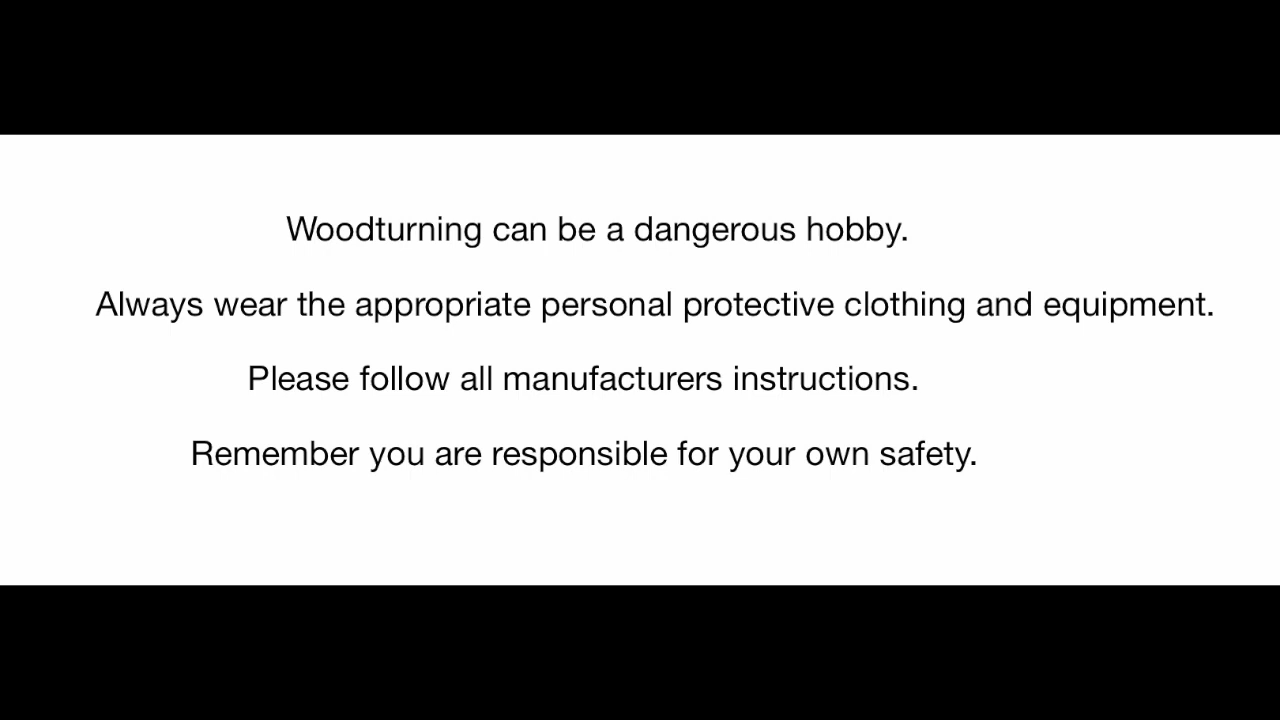 Woodturning can be a dangerous hobby.
Always wear the appropriate personal protective clothing and equipment.
Please follow all manufacturers instructions.
Remember you are responsible for your own safety.